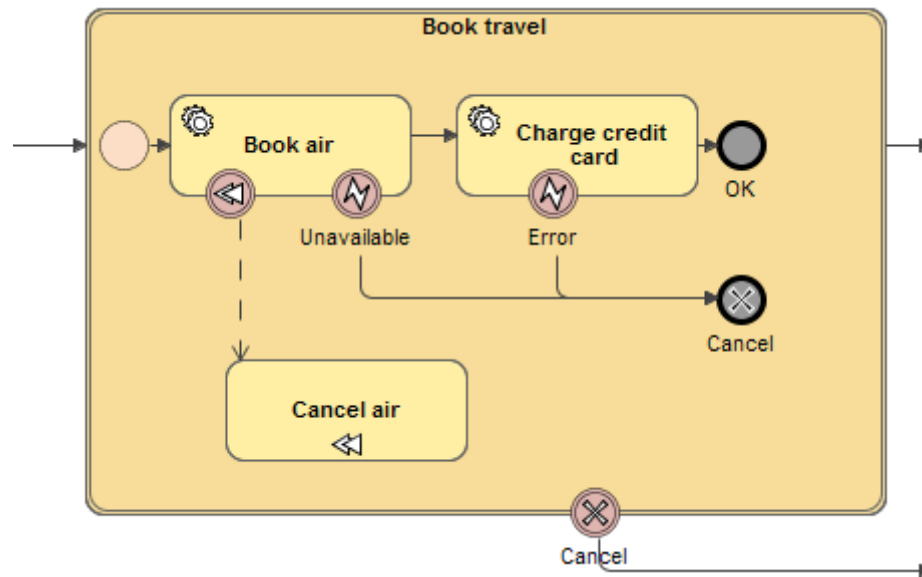 Book travel
Book air
Charge credit
card
OK
Unavailable
Error
Cancel
Cancel air
Cancel